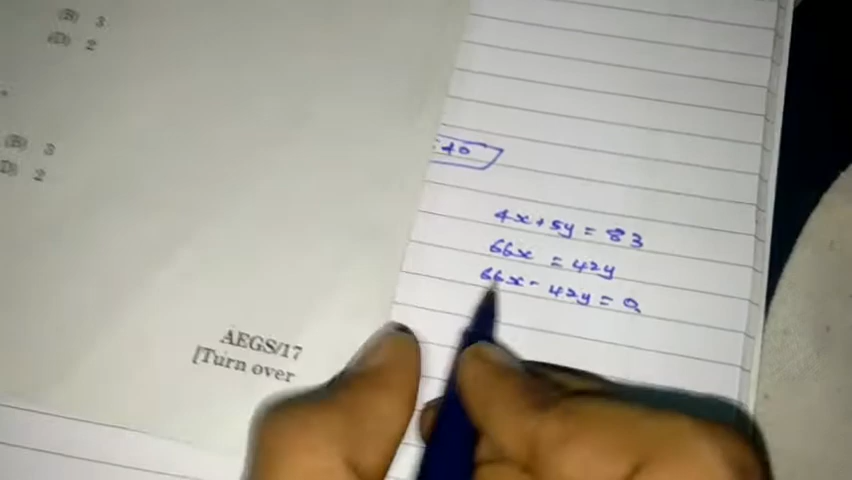 (B) 3
(D) 2
(B) 3
(D) 2
AEGS/17
[Turn over
40
4x+5y = 83
66x = 42y
66x - 42y = 0